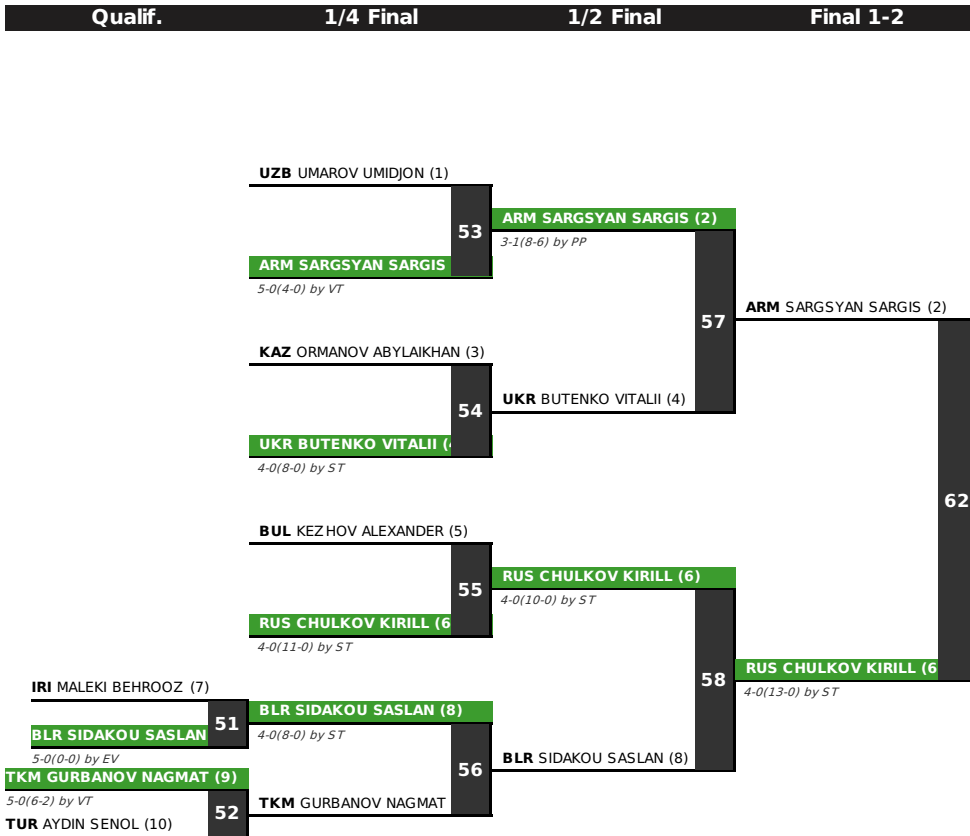 Qualif. 1/4 Final 1/2 Final Final 1-2
UZB UMAROV UMIDJON (1)
53
ARM SARGSYAN SARGIS
5-0(4-0) by VT
ARM SARGSYAN SARGIS (2)
3-1(8-6) by PP
57
ARM SARGSYAN SARGIS (2)
KAZ ORMANOV ABYLAIKHAN (3)
54
UKR BUTENKO VITALII (4
4-0(8-0) by ST
UKR BUTENKO VITALII (4)
62
BUL KEZHOV ALEXANDER (5)
55
RUS CHULKOV KIRILL (6
4-0(11-0) by ST
RUS CHULKOV KIRILL (6)
4-0(10-0) by ST
58
RUS CHULKOV KIRILL (6
4-0(13-0) by ST
IRI MALEKI BEHROOZ (7)
51
BLR SIDAKOU SASLAN
5-0(0-0) by EV
BLR SIDAKOU SASLAN (8)
4-0(8-0) by ST
56
BLR SIDAKOU SASLAN (8)
TKM GURBANOV NAGMAT (9)
5-0(6-2) by VT
52
TUR AYDIN SENOL (10)
TKM GURBANOV NAGMAT